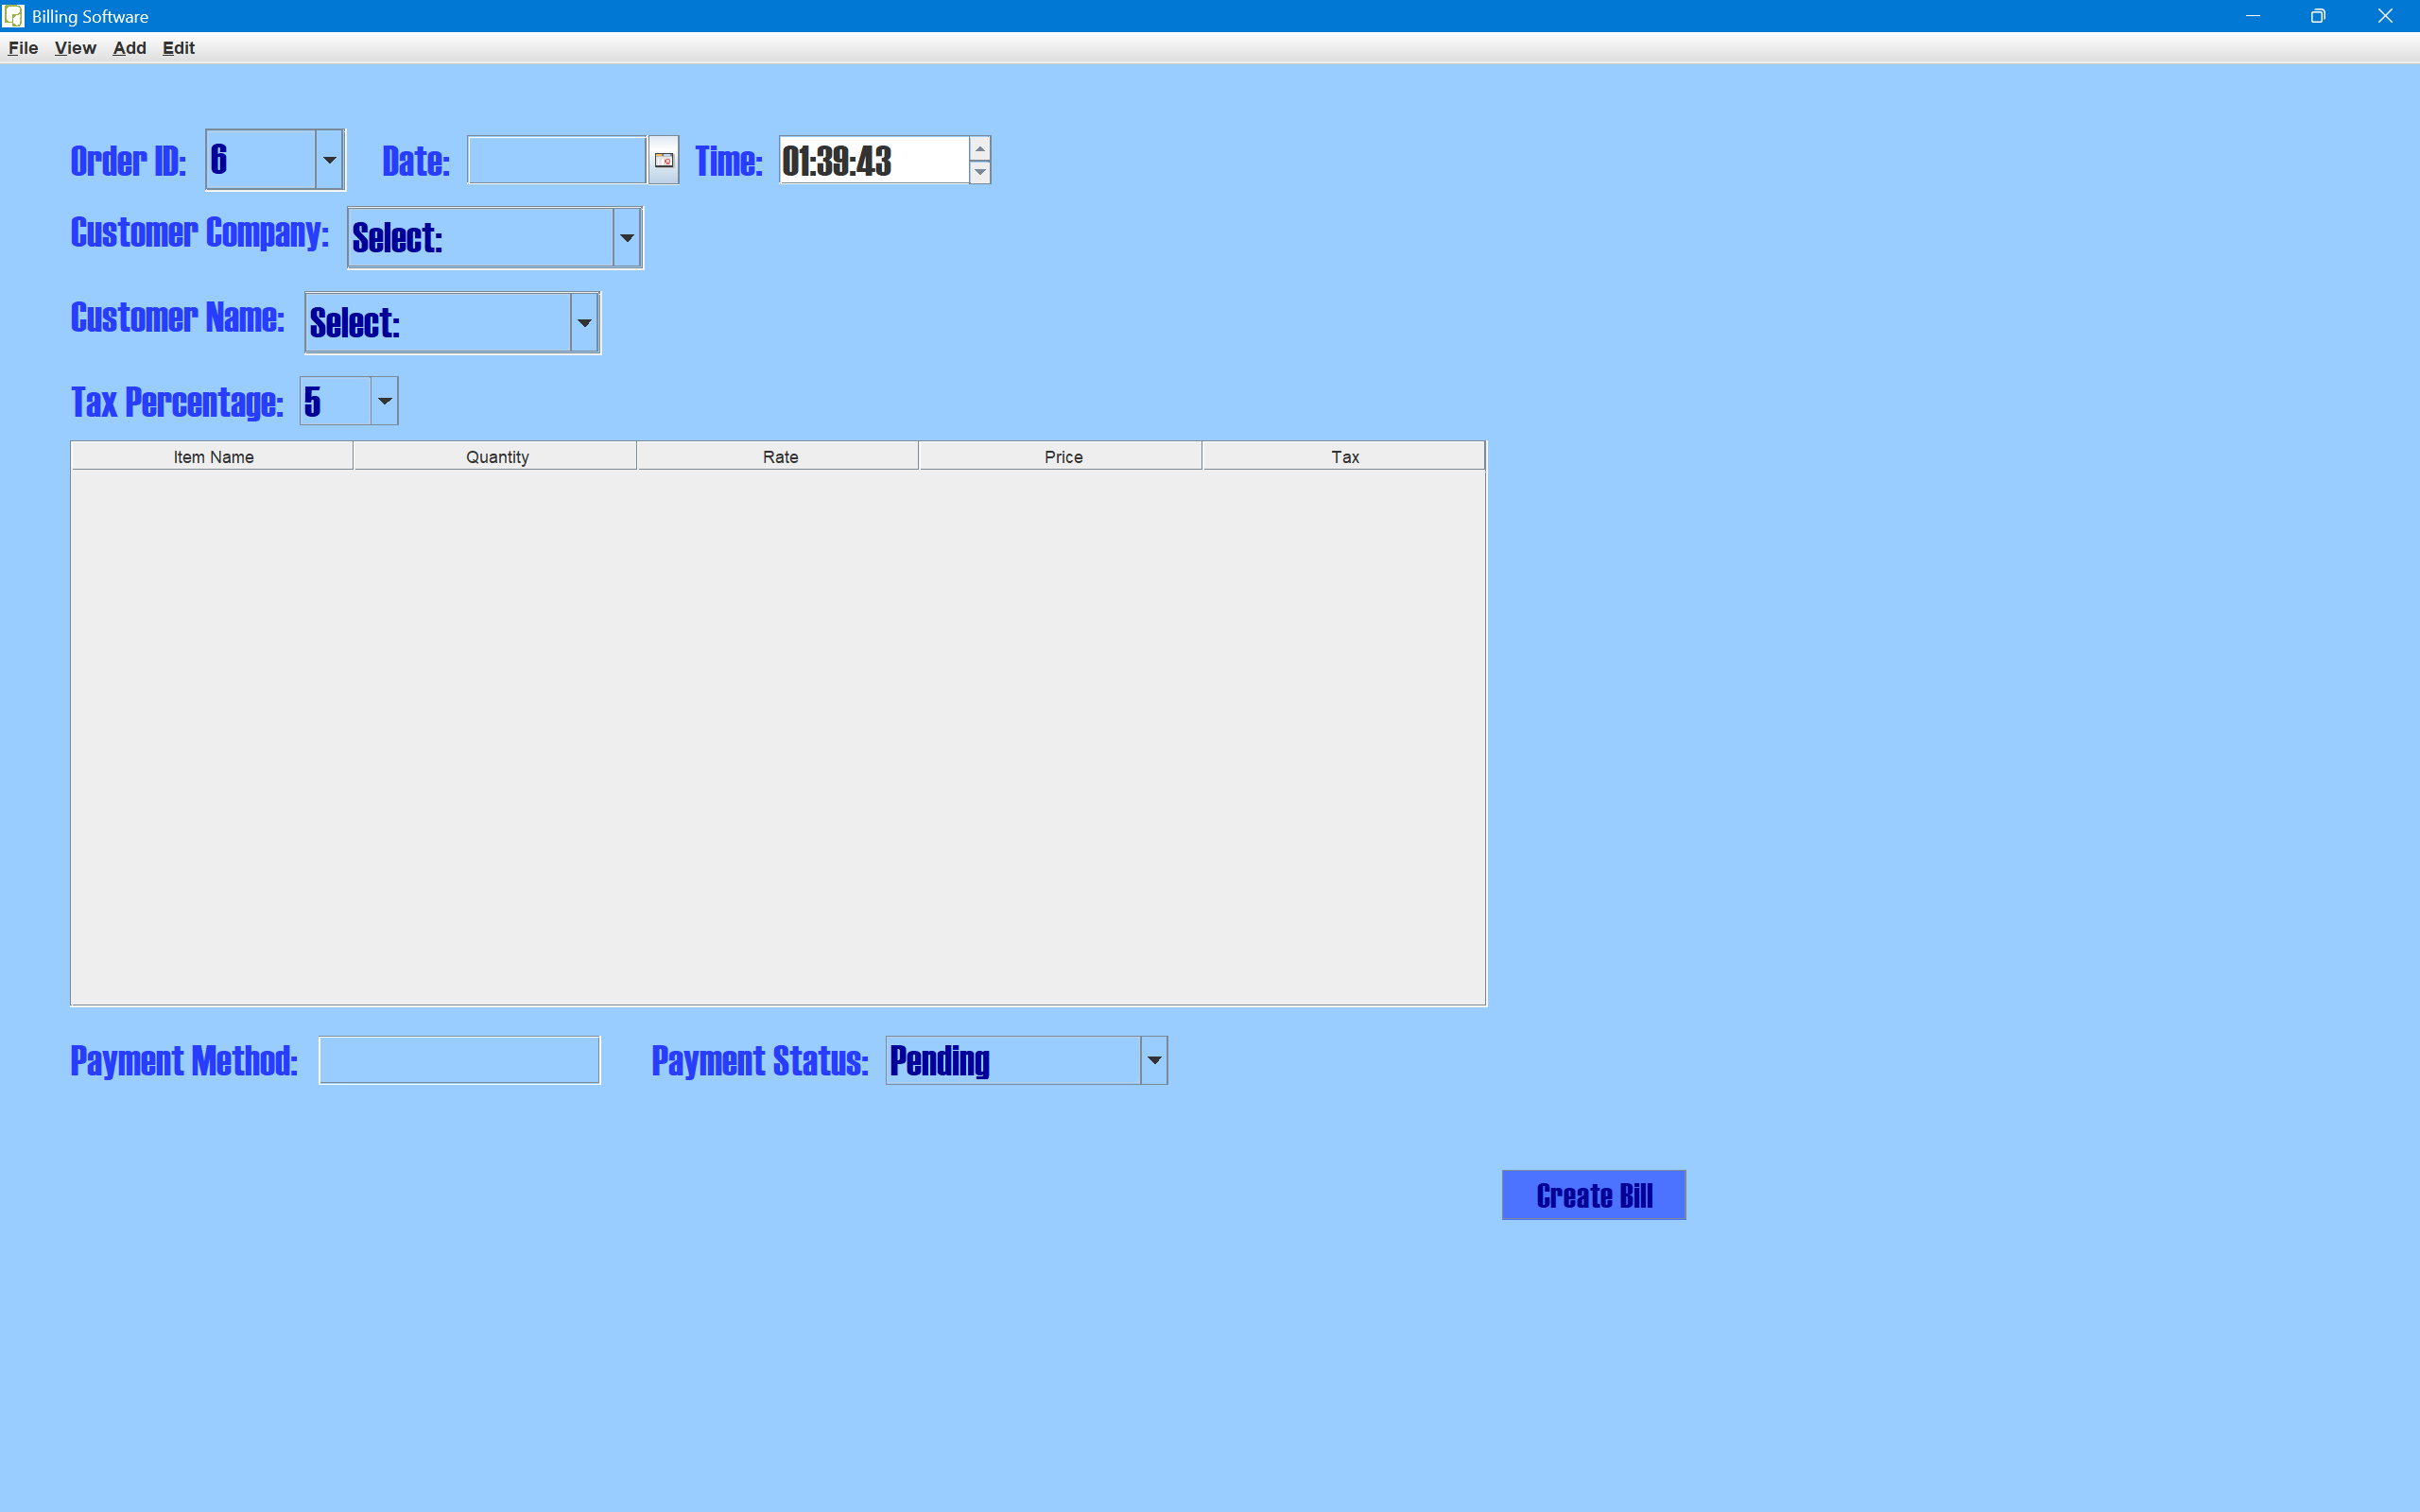 Billing Software
File View Add Edit
Order ID: 6 Date: Time: 01:39:43
Customer Company: Select:
Customer Name: Select:
Tax Percentage: 5
Item Name Quantity Rate Price Tax
Payment Method: Payment Status: Pending
Create Bill